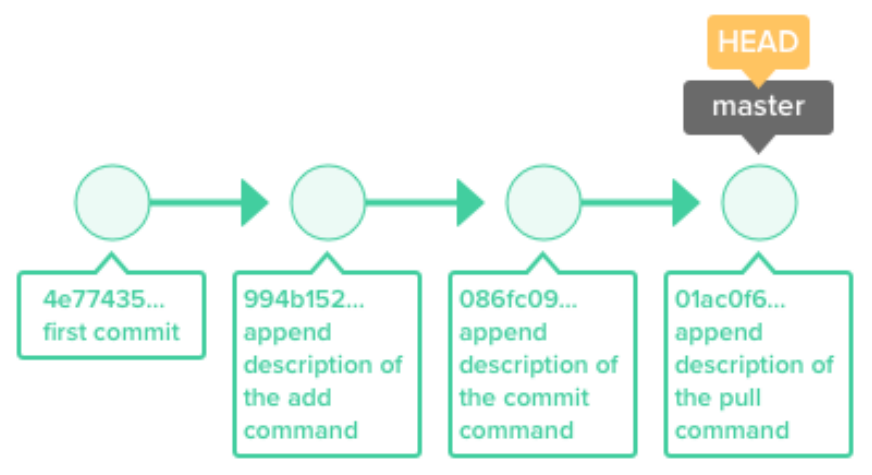 HEAD
master
4e77435...
first commit
994b152...
append
description of
the add
command
086fc09...
append
description of
the commit
command
01ac0f6...
append
description of
the pull
command